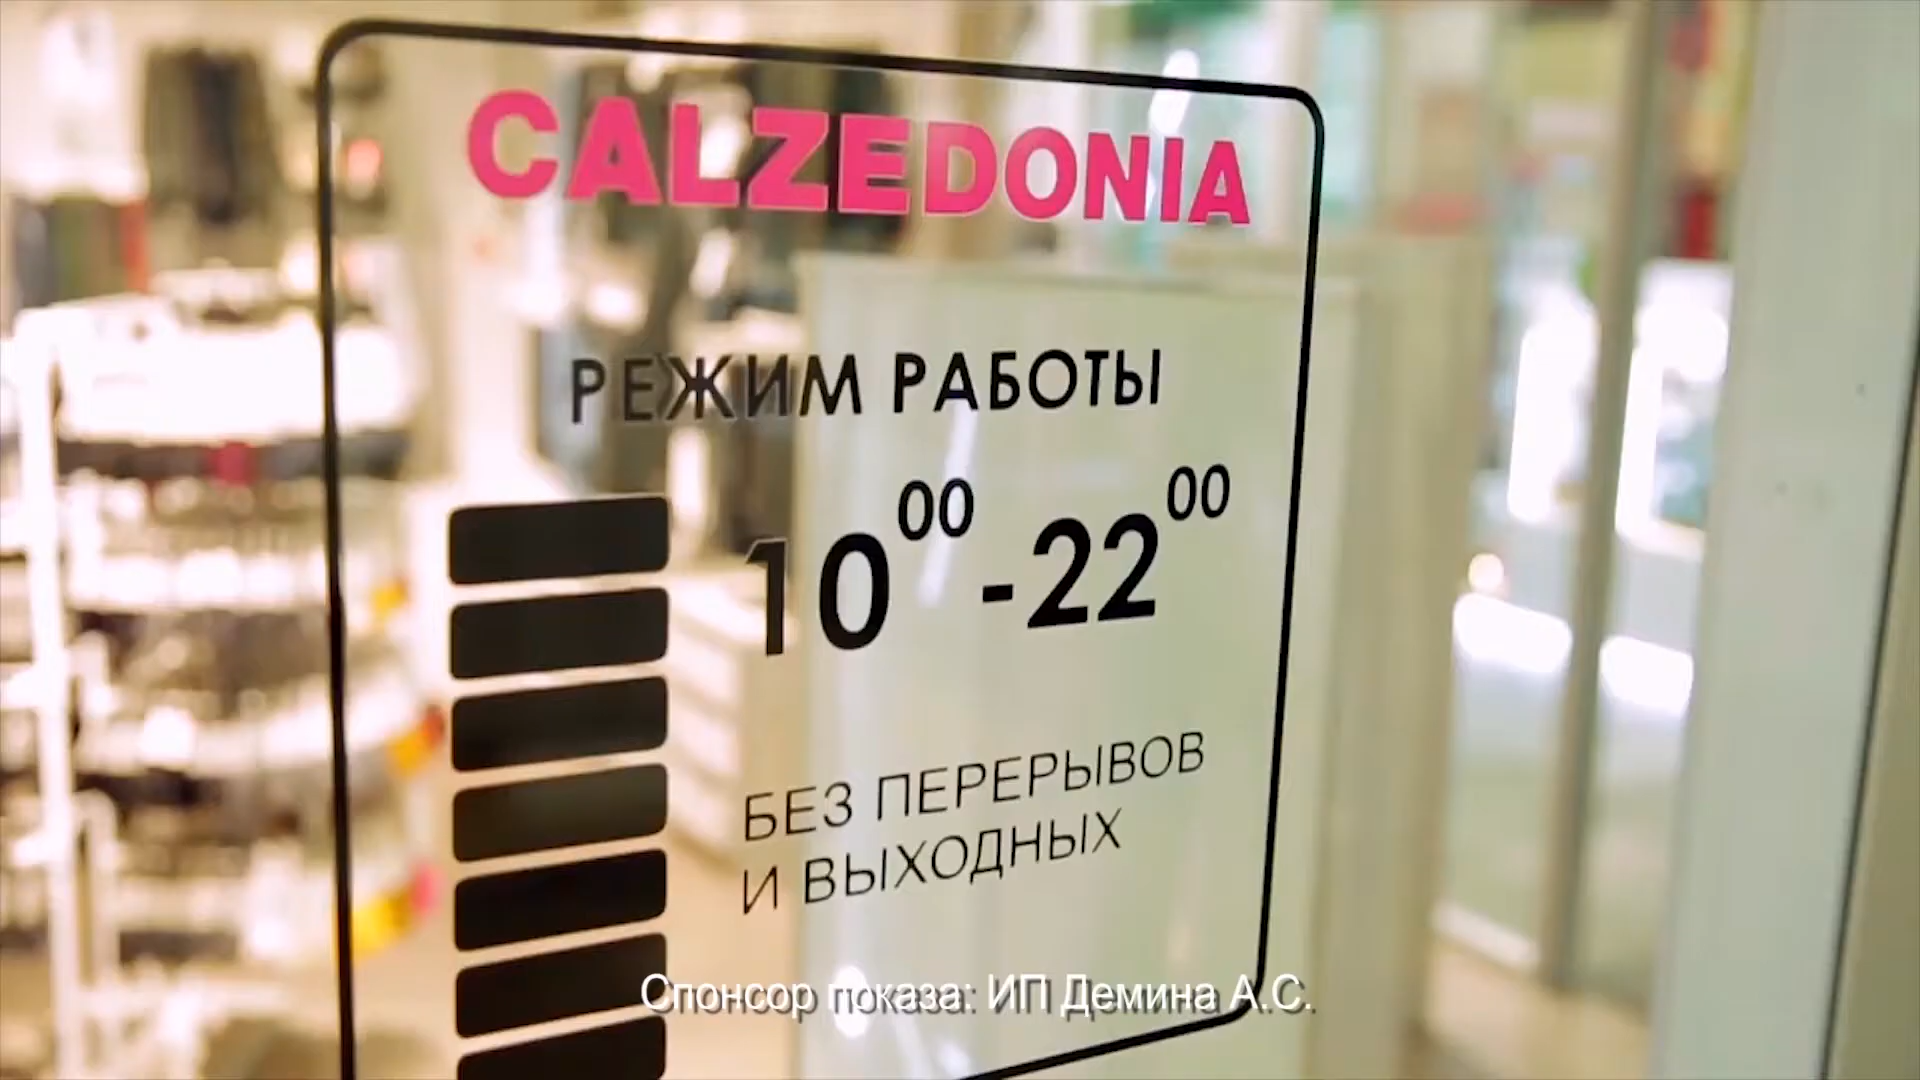 CALZEDONIA
РЕЖИМ РАБОТЫ
10⁰⁰-22⁰⁰
БЕЗ ПЕРЕРЫВОВ
И ВЫХОДНЫХ
Спонсор показа: ИП Демина А.С.